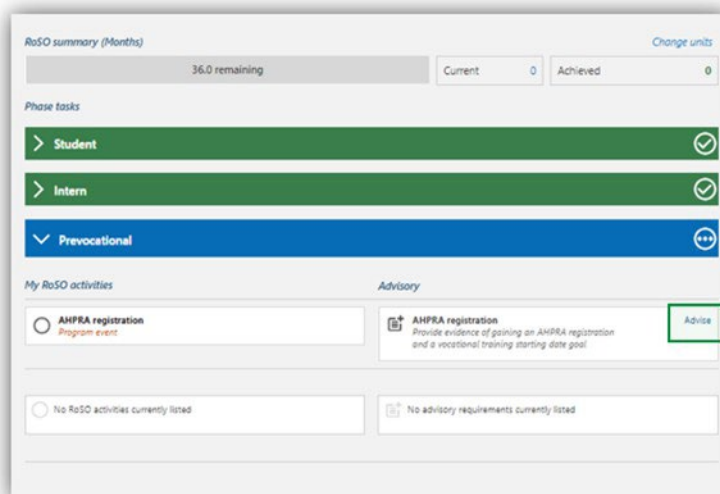 RoSO summary (Months)
Change units
36.0 remaining
Current 0
Achieved 0
Phase tasks
Student
Intern
Prevocational
My RoSO activities
Advisory
AHPRA registration
Program event
AHPRA registration
Advise
Provide evidence of gaining an AHPRA registration
and a vocational training starting date goal
No RoSO activities currently listed
No advisory requirements currently listed